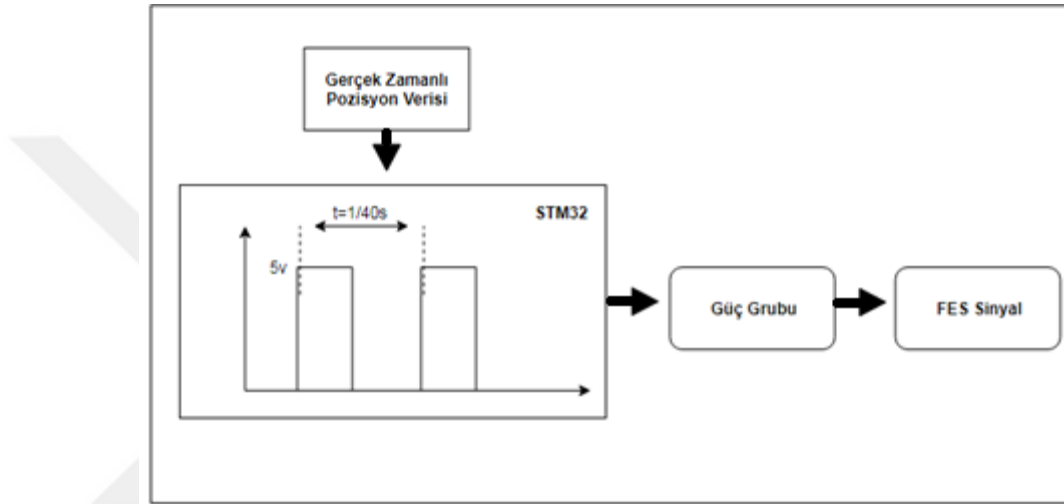 Gerçek Zamanlı
Pozisyon Verisi
STM32
t=1/40s
5v
Güç Grubu
FES Sinyal